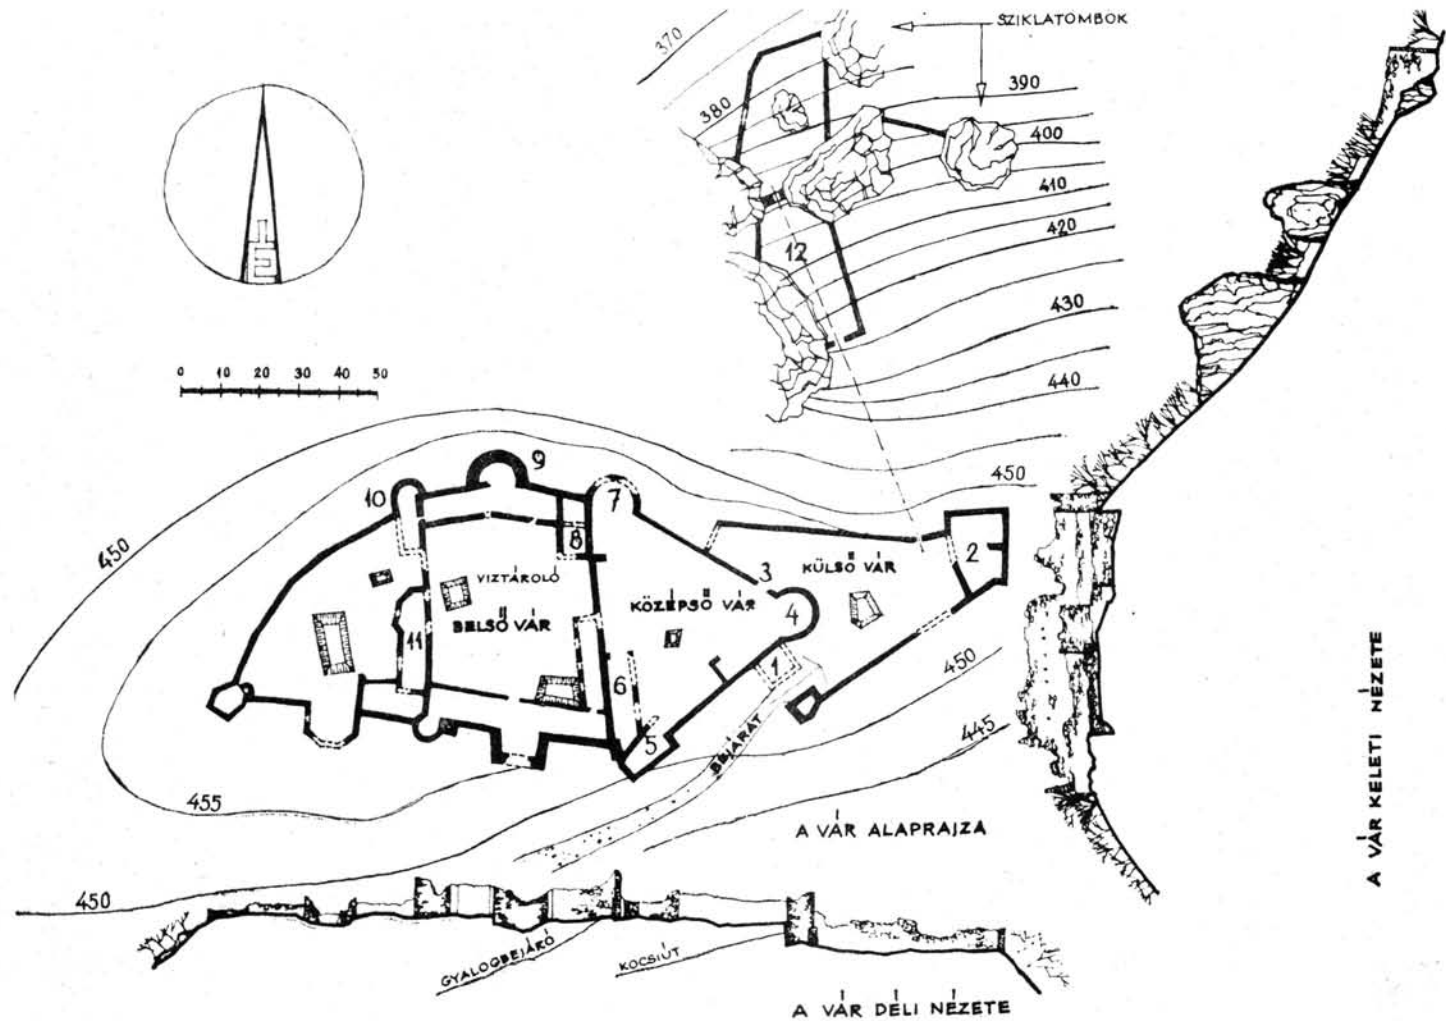 SZIKLATÖMBÖK
370
380
390
400
410
420
12
430
440
É
0 10 20 30 40 50
450
9
10
7
450
8
2
3
KÜLSŐ VÁR
VIZTÁROLÓ
KÖZÉPSŐ VÁR
4
BELSŐ VÁR
11
1
450
6
5
BEJÁRAT
445
455
A VÁR ALAPRAJZA
450
GYALOGBEJÁRÓ
KOCSIÚT
A VÁR DÉLI NÉZETE
A VÁR KELETI NÉZETE